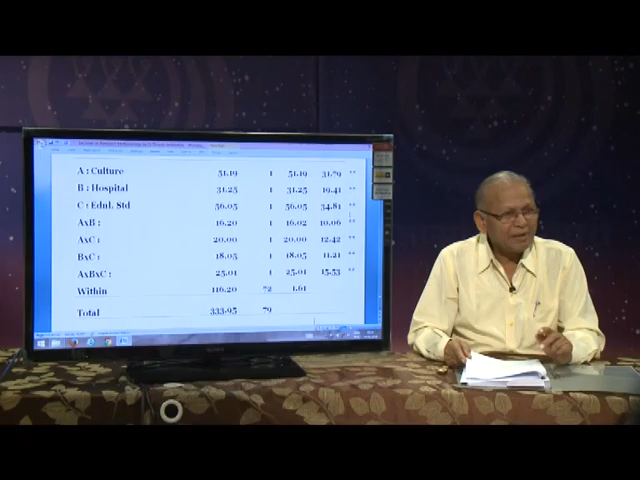 A : Culture 51.19 1 51.19 31.79 **
B : Hospital 31.25 1 31.25 19.41 **
C : Ednl. Std 56.05 1 56.05 34.81 **
AxB : 16.20 1 16.02 10.06 **
AxC : 20.00 1 20.00 12.42 **
BxC : 18.05 1 18.05 11.21 **
AxBxC : 25.01 1 25.01 15.53 **
Within 116.20 72 1.61
Total 333.95 79